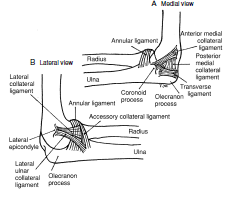 A Medial view
Annular ligament
Anterior medial
collateral
ligament
Posterior
medial
collateral
ligament
Transverse
ligament
Radius
Ulna
Coronoid
process
Olecranon
process
B Lateral view
Lateral
collateral
ligament
Annular ligament
Accessory collateral ligament
Radius
Ulna
Lateral
epicondyle
Lateral
ulnar
collateral
ligament
Olecranon
process